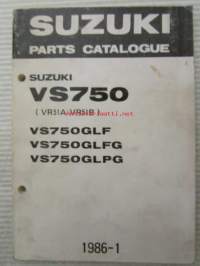 SUZUKI
PARTS CATALOGUE
SUZUKI
VS750
( VR51A, VR51B )
VS750GLF
VS750GLFG
VS750GLPG
1986-1